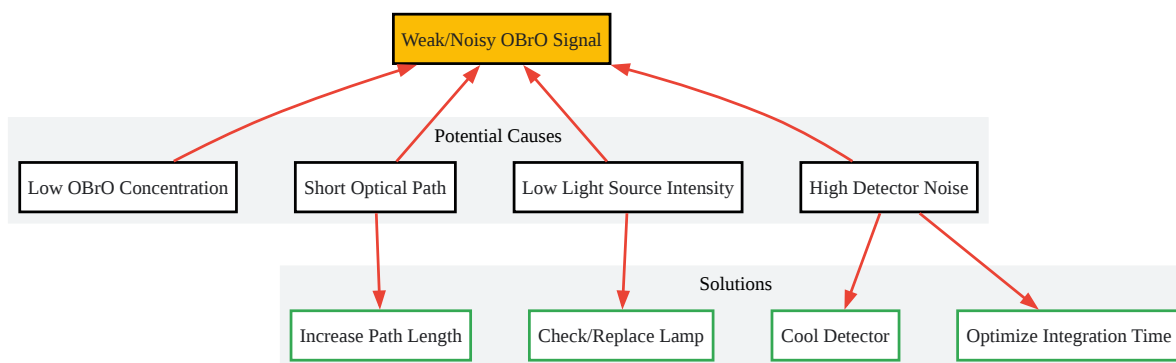 Weak/Noisy OBrO Signal
Potential Causes
Low OBrO Concentration
Short Optical Path
Low Light Source Intensity
High Detector Noise
Solutions
Increase Path Length
Check/Replace Lamp
Cool Detector
Optimize Integration Time